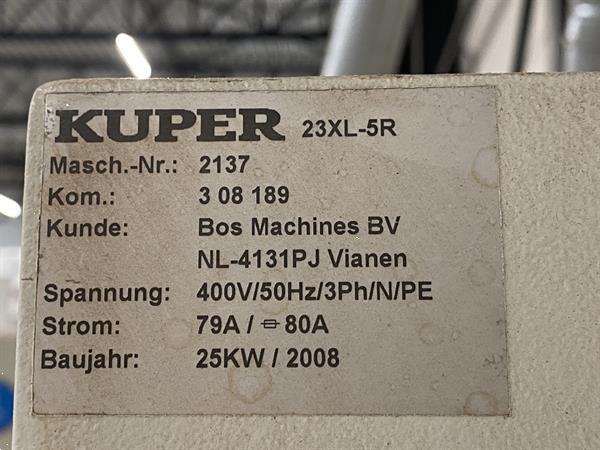 KUPER 23XL-5R
Masch.-Nr.: 2137
Kom.: 3 08 189
Kunde: Bos Machines BV
NL-4131PJ Vianen
Spannung: 400V/50Hz/3Ph/N/PE
Strom: 79A / 80A
Baujahr: 25KW / 2008